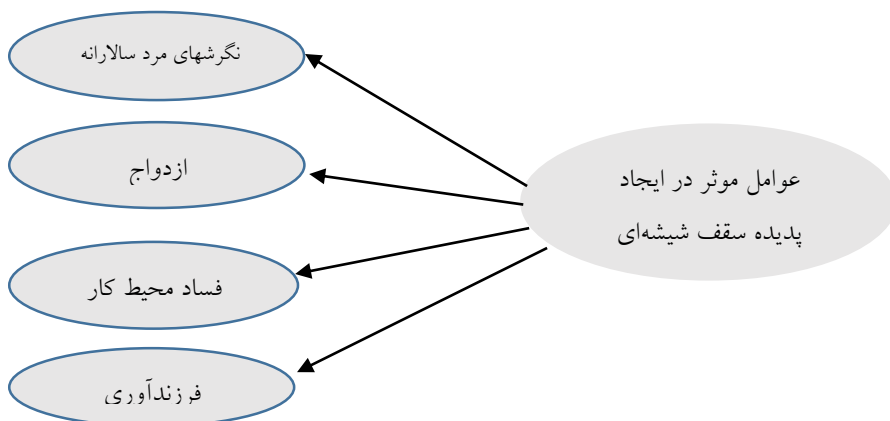 عوامل موثر در ایجاد
پدیده سقف شیشه‌ای
نگرشهای مرد سالارانه
ازدواج
فساد محیط کار
فرزندآوری